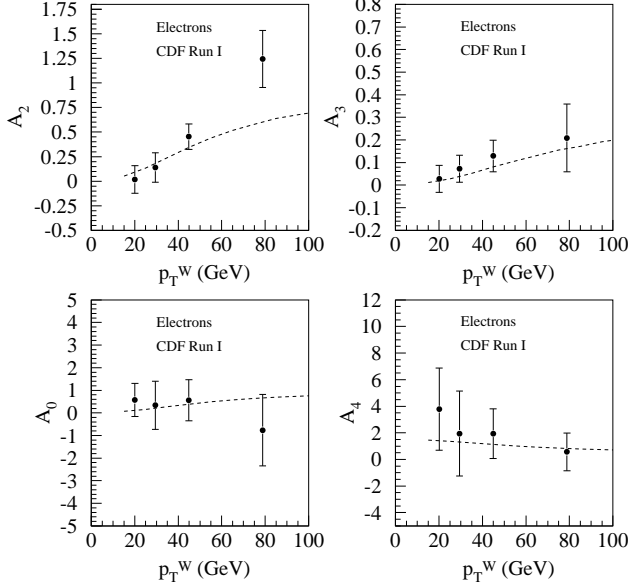 A2
1.75
1.5
1.25
1
0.75
0.5
0.25
0
-0.25
-0.5
Electrons
CDF Run I
0 20 40 60 80 100
pTW (GeV)
A3
0.8
0.7
0.6
0.5
0.4
0.3
0.2
0.1
0
-0.1
-0.2
Electrons
CDF Run I
0 20 40 60 80 100
pTW (GeV)
A0
5
4
3
2
1
0
-1
-2
-3
-4
-5
Electrons
CDF Run I
0 20 40 60 80 100
pTW (GeV)
A4
12
10
8
6
4
2
0
-2
-4
Electrons
CDF Run I
0 20 40 60 80 100
pTW (GeV)